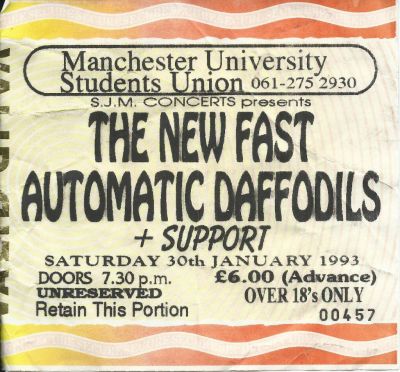 Manchester University
Students Union 061-275 2930
S.J.M. CONCERTS presents
THE NEW FAST
AUTOMATIC DAFFODILS
+ SUPPORT
SATURDAY 30th JANUARY 1993
DOORS 7.30 p.m. £6.00 (Advance)
UNRESERVED OVER 18's ONLY
Retain This Portion 00457